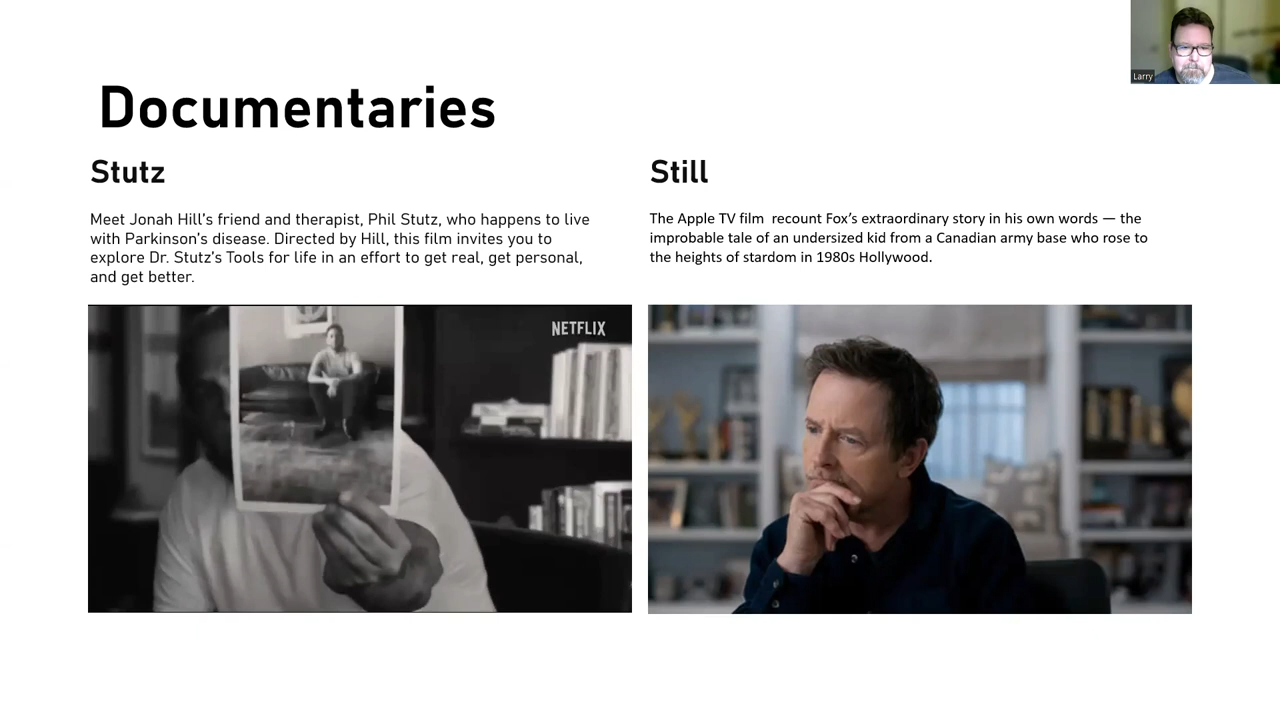 Larry
Documentaries
Stutz
Meet Jonah Hill's friend and therapist, Phil Stutz, who happens to live
with Parkinson's disease. Directed by Hill, this film invites you to
explore Dr. Stutz's Tools for life in an effort to get real, get personal,
and get better.
NETFLIX
Still
The Apple TV film  recount Fox’s extraordinary story in his own words — the
improbable tale of an undersized kid from a Canadian army base who rose to
the heights of stardom in 1980s Hollywood.